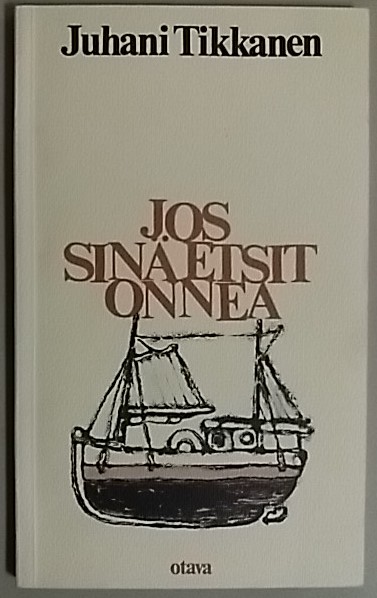 Juhani Tikkanen
JOS
SINÄ ETSIT
ONNEA
otava